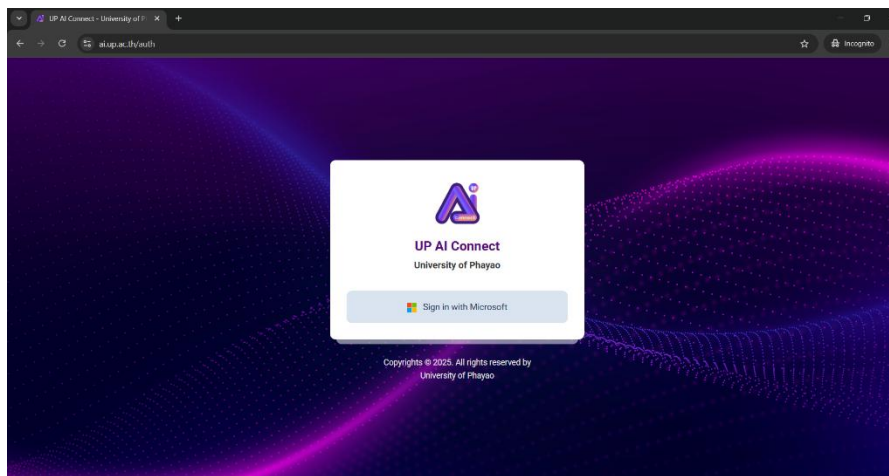 UP AI Connect - University of P
ai.up.ac.th/auth
Incognito
UP AI Connect
University of Phayao
Sign in with Microsoft
Copyrights © 2025. All rights reserved by
University of Phayao